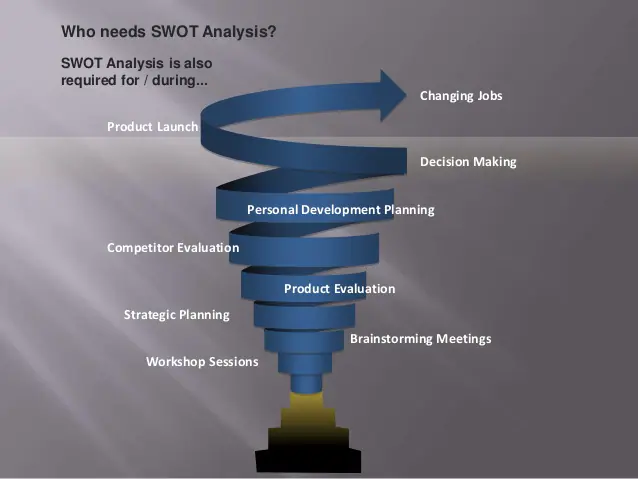 Who needs SWOT Analysis?
SWOT Analysis is also
required for / during...
Changing Jobs
Product Launch
Decision Making
Personal Development Planning
Competitor Evaluation
Product Evaluation
Strategic Planning
Brainstorming Meetings
Workshop Sessions